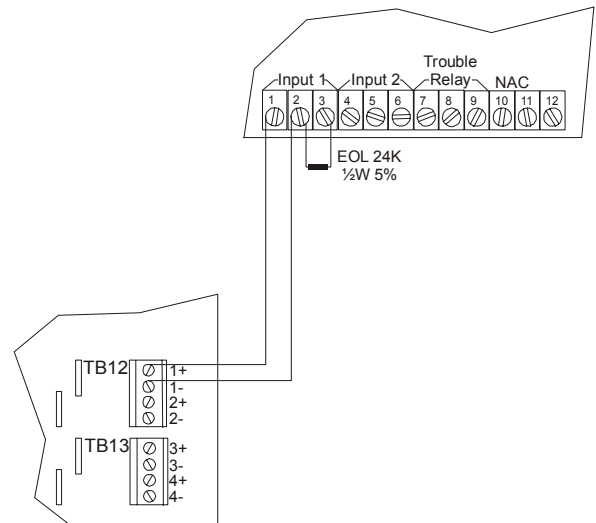 Trouble
Input 1 Input 2 Relay NAC
1 2 3 4 5 6 7 8 9 10 11 12
EOL 24K
½W 5%
TB12
1+
1-
2+
2-
TB13
3+
3-
4+
4-